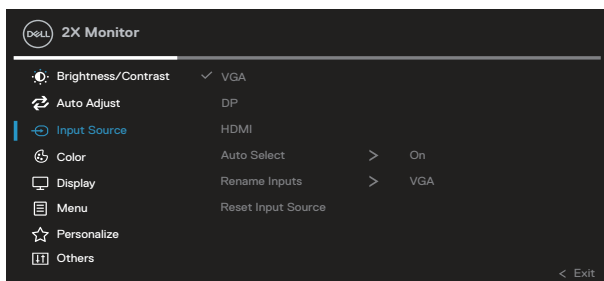 DELL 2X Monitor
Brightness/Contrast VGA
Auto Adjust DP
Input Source HDMI
Color Auto Select > On
Display Rename Inputs > VGA
Menu Reset Input Source
Personalize
Others
< Exit